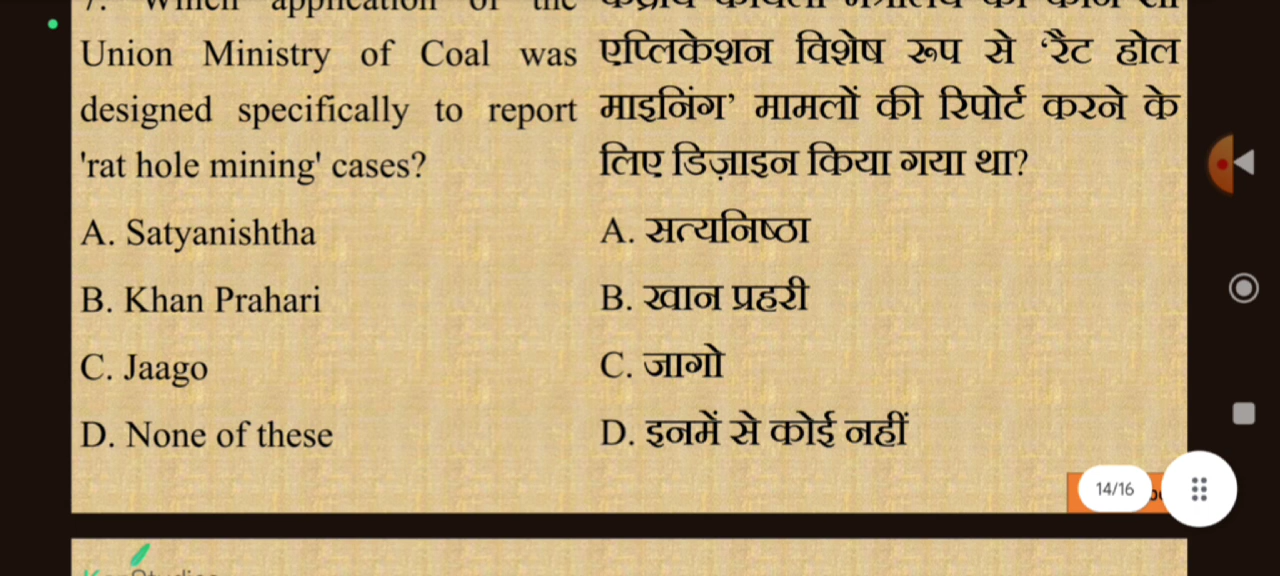 Union Ministry of Coal was
designed specifically to report
'rat hole mining' cases?
A. Satyanishtha
B. Khan Prahari
C. Jaago
D. None of these
एप्लिकेशन विशेष रूप से ‘रैट होल
माइनिंग’ मामलों की रिपोर्ट करने के
लिए डिज़ाइन किया गया था?
A. सत्यनिष्ठा
B. खान प्रहरी
C. जागो
D. इनमें से कोई नहीं
14/16